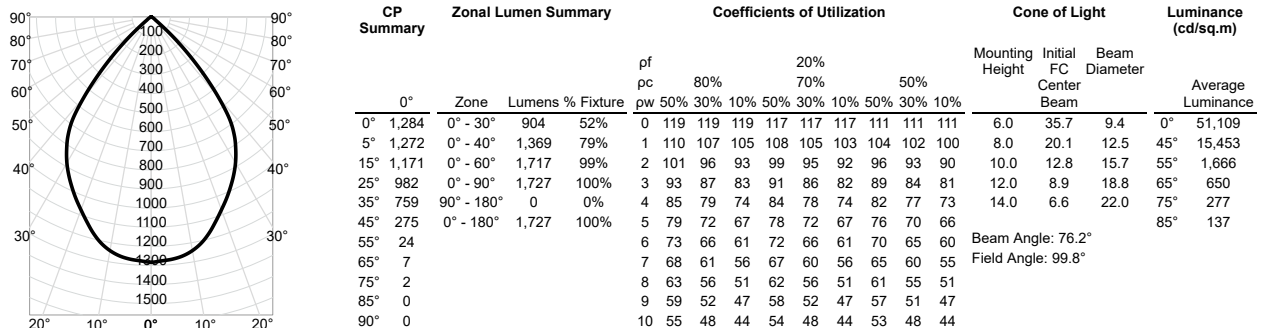 90° 90°
80° 80°
70° 70°
60° 60°
50° 50°
40° 40°
30° 30°
20° 10° 0° 10° 20°
100
200
300
400
500
600
700
800
900
1000
1100
1200
1300
1400
1500
CP Summary
0°
0° 1,284
5° 1,272
15° 1,171
25° 982
35° 759
45° 275
55° 24
65° 7
75° 2
85° 0
90° 0
Zonal Lumen Summary
Zone Lumens % Fixture
0° - 30° 904 52%
0° - 40° 1,369 79%
0° - 60° 1,717 99%
0° - 90° 1,727 100%
90° - 180° 0 0%
0° - 180° 1,727 100%
Coefficients of Utilization
ρf 20%
ρc 80% 70% 50%
ρw 50% 30% 10% 50% 30% 10% 50% 30% 10%
0 119 119 119 117 117 117 111 111 111
1 110 107 105 108 105 103 104 102 100
2 101 96 93 99 95 92 96 93 90
3 93 87 83 91 86 82 89 84 81
4 85 79 74 84 78 74 82 77 73
5 79 72 67 78 72 67 76 70 66
6 73 66 61 72 66 61 70 65 60
7 68 61 56 67 60 56 65 60 55
8 63 56 51 62 56 51 61 55 51
9 59 52 47 58 52 47 57 51 47
10 55 48 44 54 48 44 53 48 44
Cone of Light
Mounting Height Initial FC Center Beam Beam Diameter
6.0 35.7 9.4
8.0 20.1 12.5
10.0 12.8 15.7
12.0 8.9 18.8
14.0 6.6 22.0
Beam Angle: 76.2°
Field Angle: 99.8°
Luminance
(cd/sq.m)
Average
Luminance
0° 51,109
45° 15,453
55° 1,666
65° 650
75° 277
85° 137